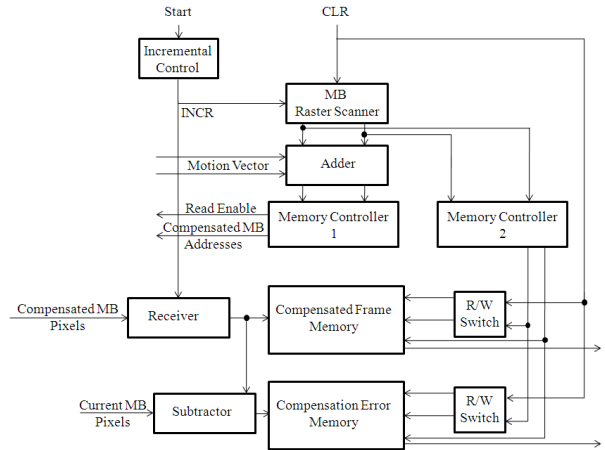 Start
CLR
Incremental
Control
MB
Raster Scanner
INCR
Motion Vector
Adder
Read Enable
Compensated MB
Addresses
Memory Controller
1
Memory Controller
2
Compensated MB
Pixels
Receiver
Compensated Frame
Memory
R/W
Switch
Current MB
Pixels
Subtractor
Compensation Error
Memory
R/W
Switch